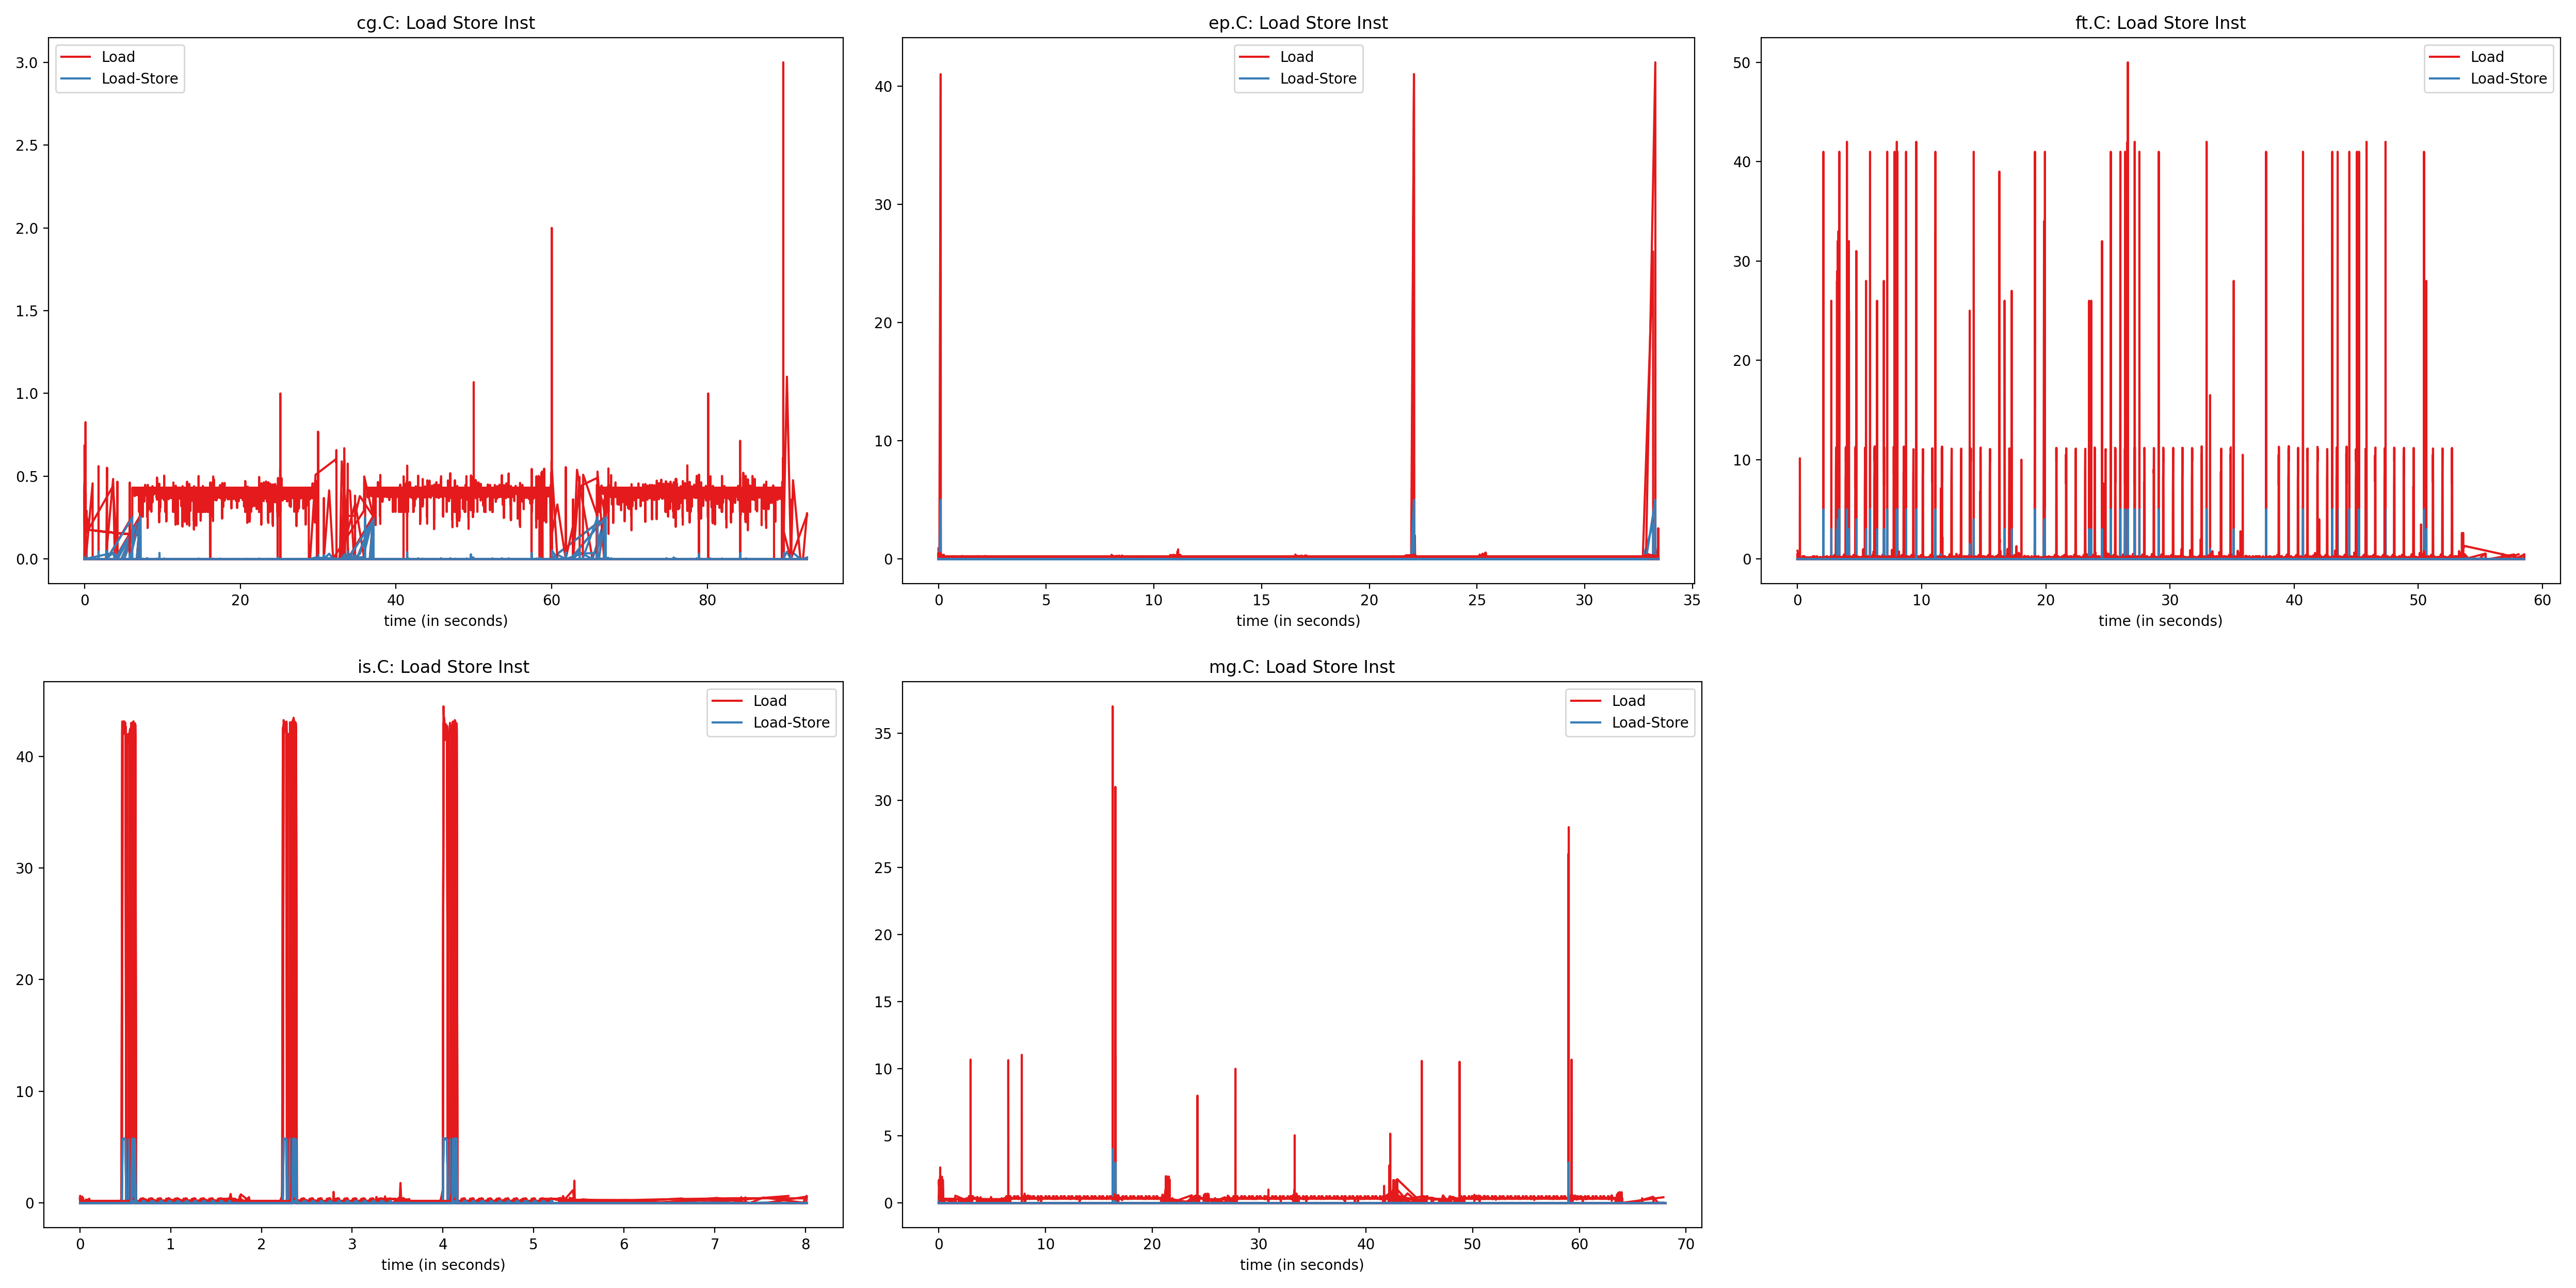 cg.C: Load Store Inst
Load
Load-Store
3.0
2.5
2.0
1.5
1.0
0.5
0.0
0 20 40 60 80
time (in seconds)
ep.C: Load Store Inst
Load
Load-Store
40
30
20
10
0
0 5 10 15 20 25 30 35
time (in seconds)
ft.C: Load Store Inst
Load
Load-Store
50
40
30
20
10
0
0 10 20 30 40 50 60
time (in seconds)
is.C: Load Store Inst
Load
Load-Store
40
30
20
10
0
0 1 2 3 4 5 6 7 8
time (in seconds)
mg.C: Load Store Inst
Load
Load-Store
35
30
25
20
15
10
5
0
0 10 20 30 40 50 60 70
time (in seconds)